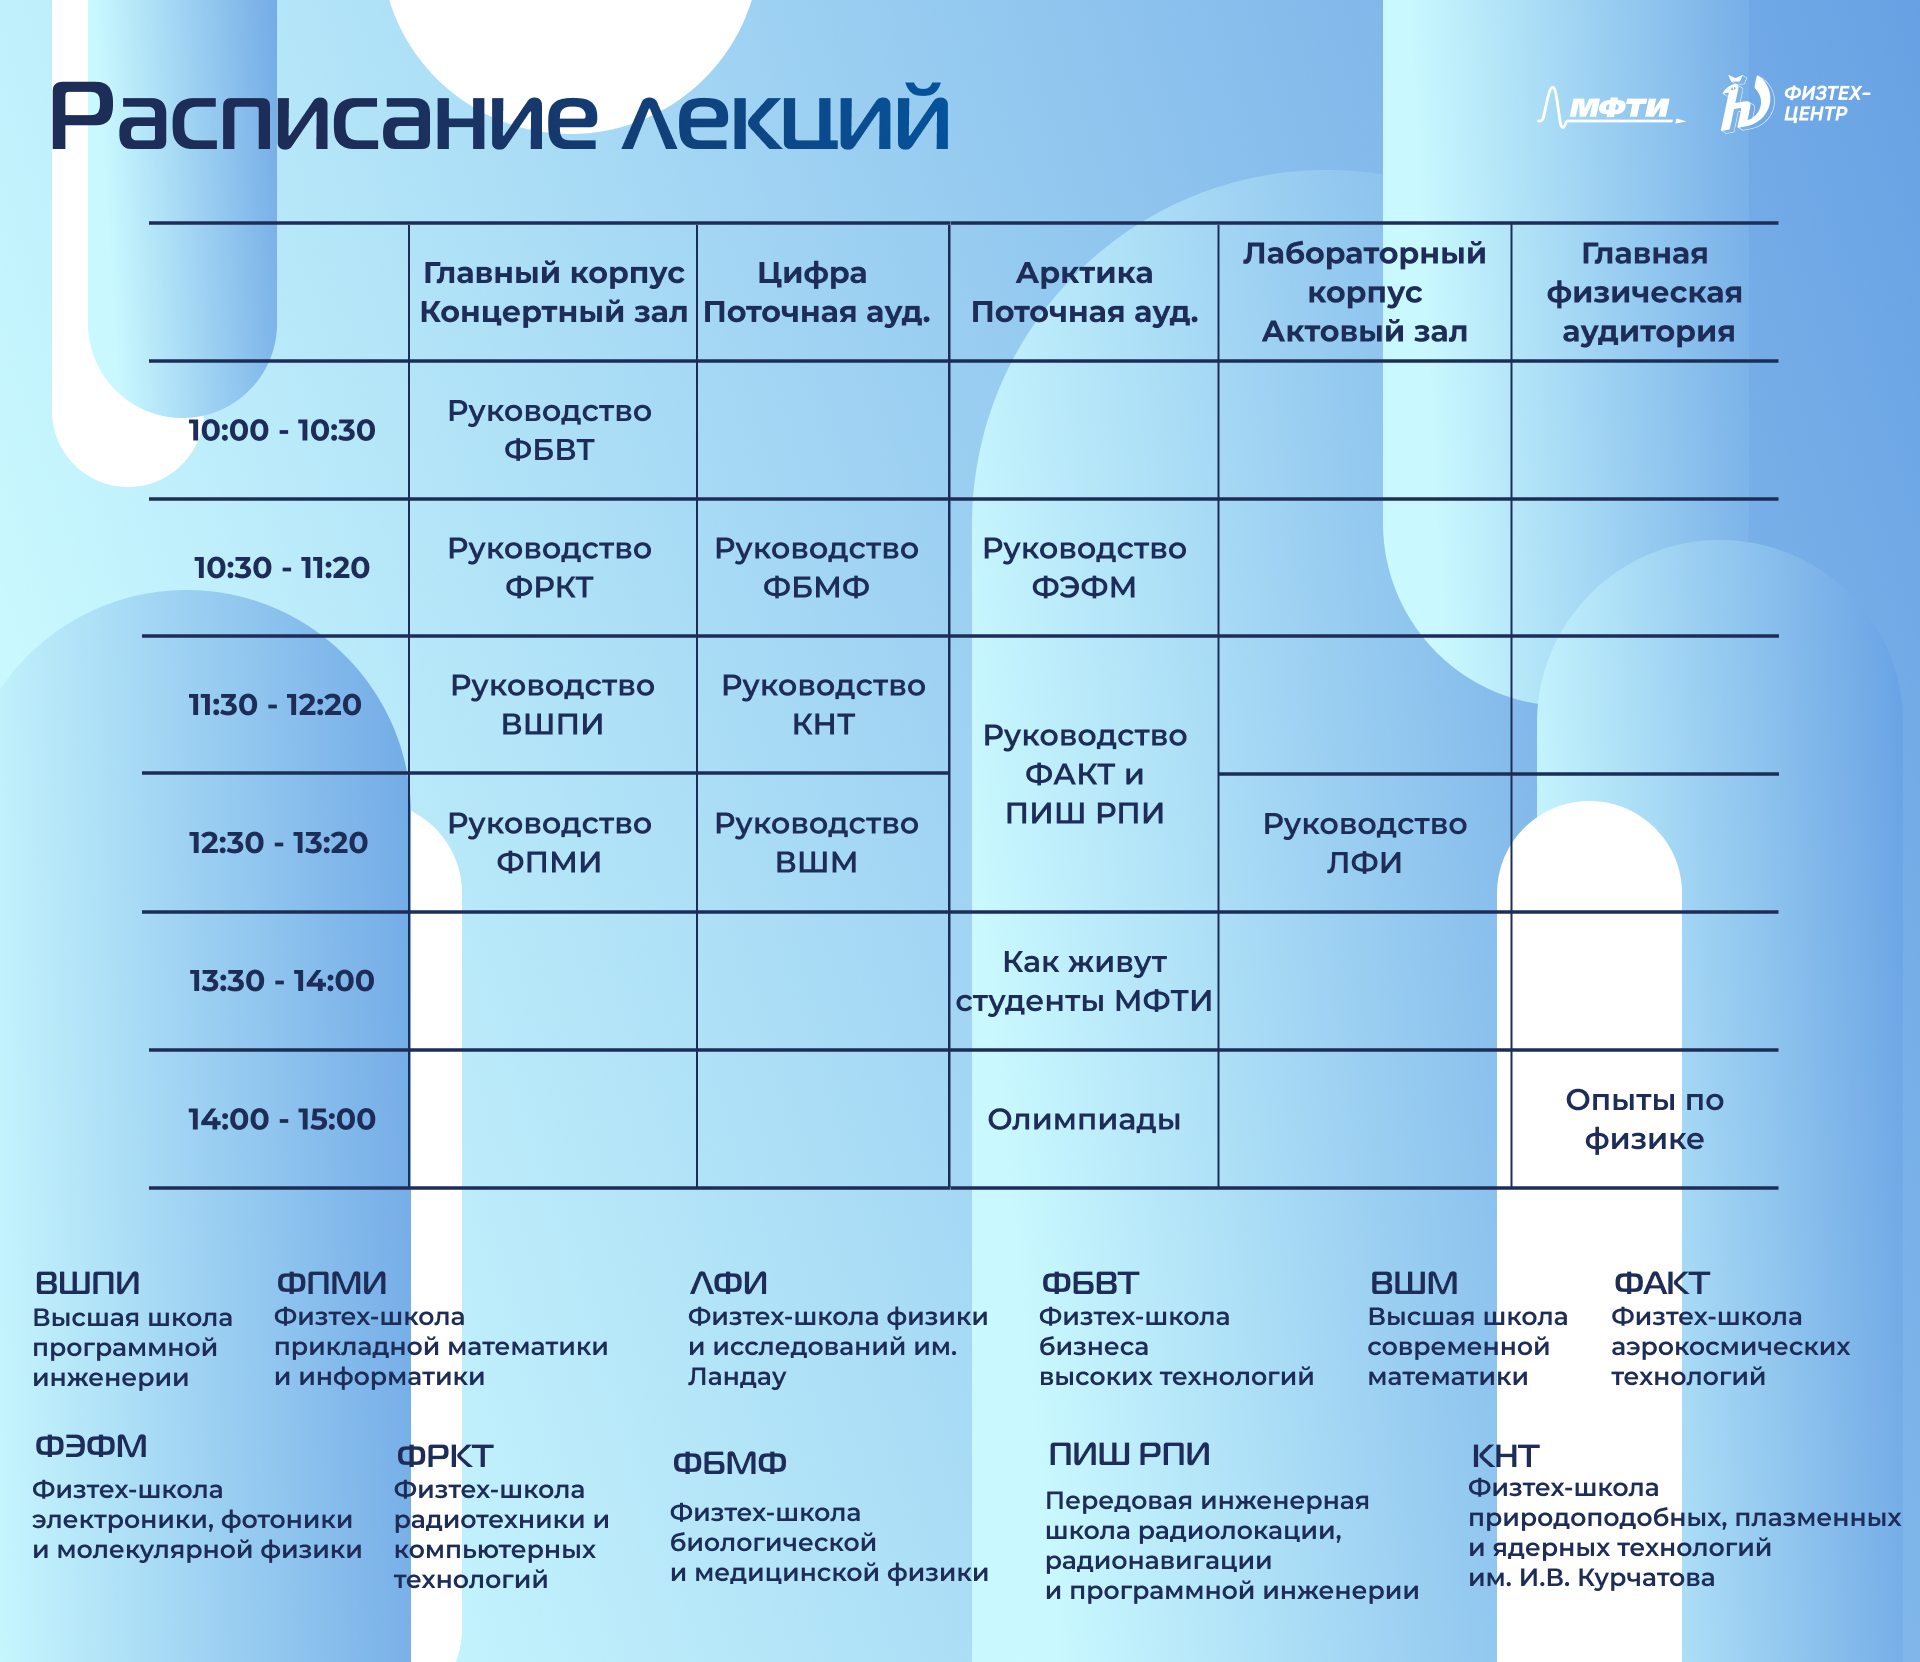 Расписание лекций
МФТИ
ФИЗТЕХ-
ЦЕНТР
Главный корпус
Концертный зал
Цифра
Поточная ауд.
Арктика
Поточная ауд.
Лабораторный
корпус
Актовый зал
Главная
физическая
аудитория
10:00 - 10:30
Руководство
ФБВТ
10:30 - 11:20
Руководство
ФРКТ
Руководство
ФБМФ
Руководство
ФЭФМ
11:30 - 12:20
Руководство
ВШПИ
Руководство
КНТ
Руководство
ФАКТ и
ПИШ РПИ
12:30 - 13:20
Руководство
ФПМИ
Руководство
ВШМ
Руководство
ЛФИ
13:30 - 14:00
Как живут
студенты МФТИ
14:00 - 15:00
Олимпиады
Опыты по
физике
ВШПИ
Высшая школа
программной
инженерии
ФПМИ
Физтех-школа
прикладной математики
и информатики
ЛФИ
Физтех-школа физики
и исследований им.
Ландау
ФБВТ
Физтех-школа
бизнеса
высоких технологий
ВШМ
Высшая школа
современной
математики
ФАКТ
Физтех-школа
аэрокосмических
технологий
ФЭФМ
Физтех-школа
электроники, фотоники
и молекулярной физики
ФРКТ
Физтех-школа
радиотехники и
компьютерных
технологий
ФБМФ
Физтех-школа
биологической
и медицинской физики
ПИШ РПИ
Передовая инженерная
школа радиолокации,
радионавигации
и программной инженерии
КНТ
Физтех-школа
природоподобных, плазменных
и ядерных технологий
им. И.В. Курчатова